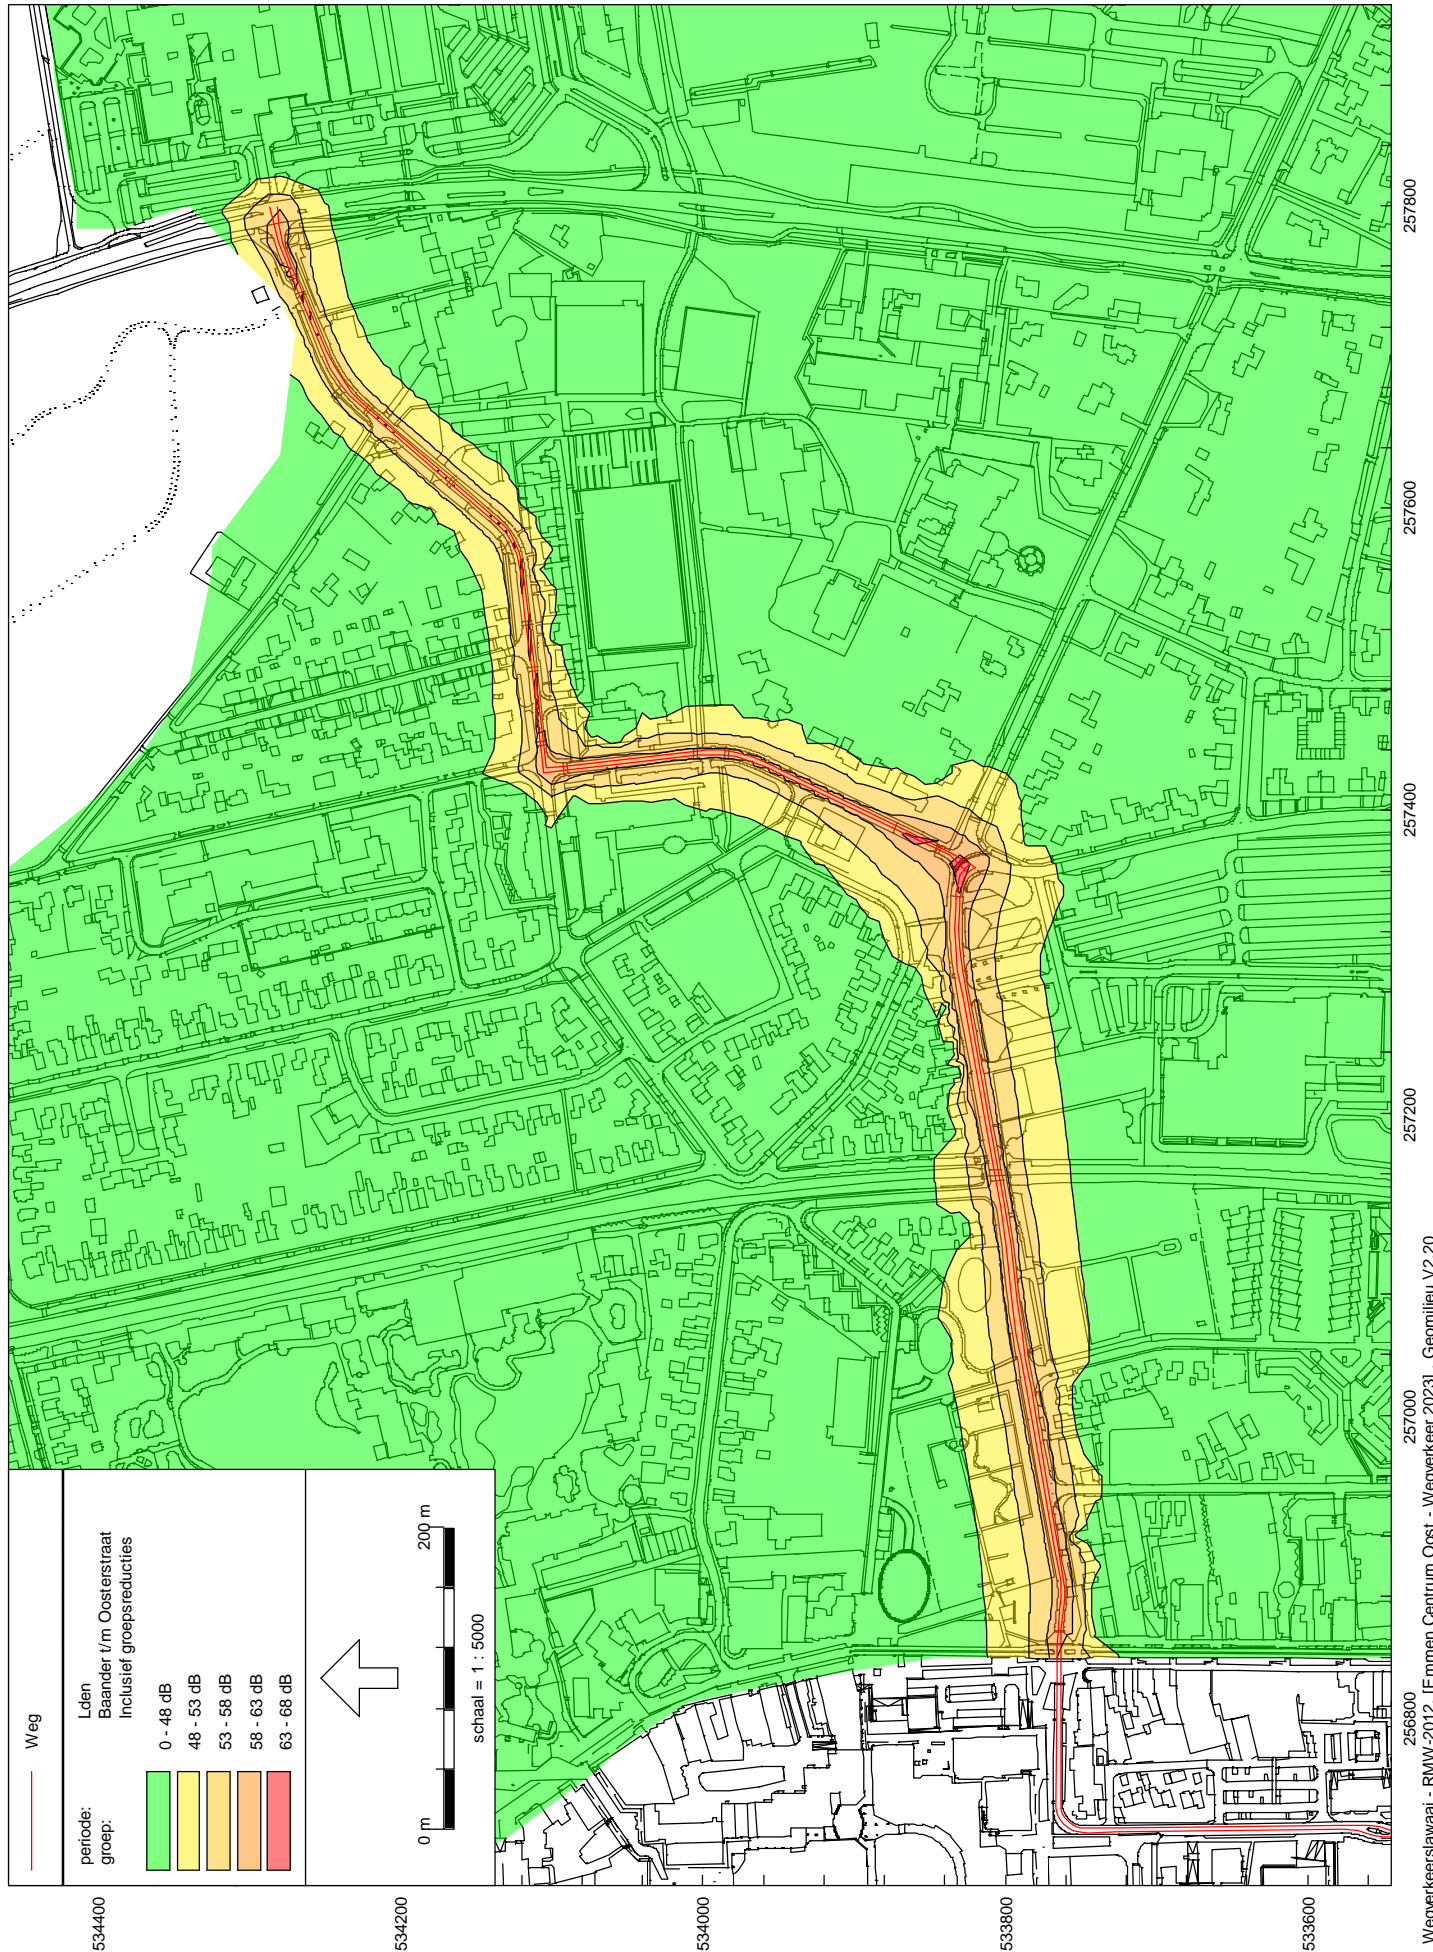 Weg
periode: Lden
groep: Baander t/m Oosterstraat
Inclusief groepsreducties
0 - 48 dB
48 - 53 dB
53 - 58 dB
58 - 63 dB
63 - 68 dB
0 m 200 m
schaal = 1 : 5000
534400
534200
534000
533800
533600
256800 257000 257200 257400 257600 257800
Wegverkeerslawaai - RMW-2012, [Emmen Centrum Oost - Wegverkeer 2023] , Geomilieu V2.20